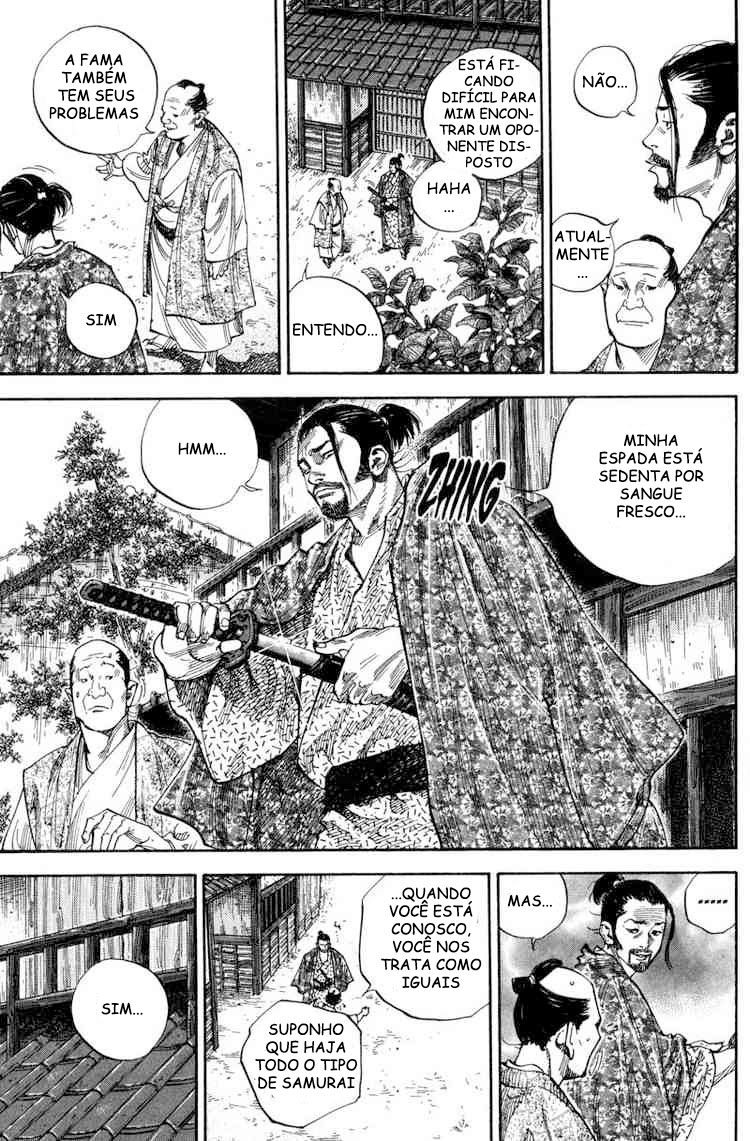 NÃO...
ATUAL-
MENTE
...
ESTÁ FI-
CANDO
DIFÍCIL PARA
MIM ENCON-
TRAR UM OPO-
NENTE DIS-
POSTO
HAHA
...
ENTENDO...
A FAMA
TAMBÉM
TEM SEUS
PROBLEMAS
SIM
MINHA
ESPADA ESTÁ
SEDENTA POR
SANGUE
FRESCO...
ZHING
HMM...
.....
MAS...
...QUANDO
VOCÊ ESTÁ
CONOSCO,
VOCÊ NOS
TRATA COMO
IGUAIS
SUPONHO
QUE HAJA
TODO O TIPO
DE SAMURAI
SIM...